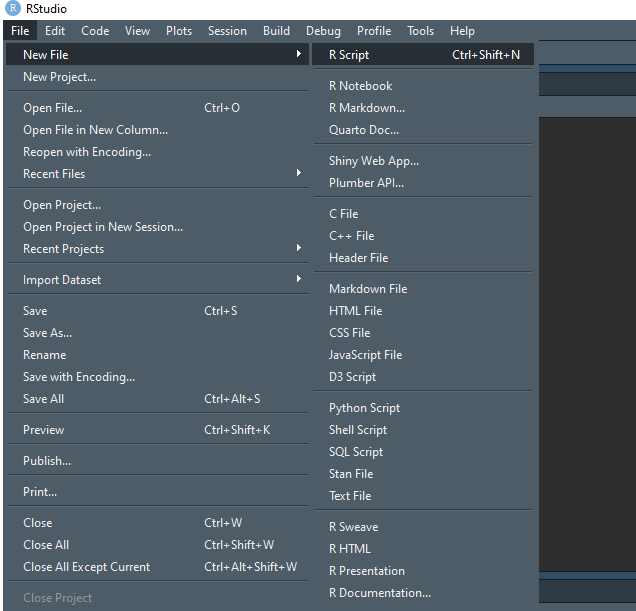 R RStudio
File Edit Code View Plots Session Build Debug Profile Tools Help
New File
New Project...
Open File... Ctrl+O
Open File in New Column...
Reopen with Encoding...
Recent Files
Open Project...
Open Project in New Session...
Recent Projects
Import Dataset
Save Ctrl+S
Save As...
Rename
Save with Encoding...
Save All Ctrl+Alt+S
Preview Ctrl+Shift+K
Publish...
Print...
Close Ctrl+W
Close All Ctrl+Shift+W
Close All Except Current Ctrl+Alt+Shift+W
Close Project
R Script Ctrl+Shift+N
R Notebook
R Markdown...
Quarto Doc...
Shiny Web App...
Plumber API...
C File
C++ File
Header File
Markdown File
HTML File
CSS File
JavaScript File
D3 Script
Python Script
Shell Script
SQL Script
Stan File
Text File
R Sweave
R HTML
R Presentation
R Documentation...